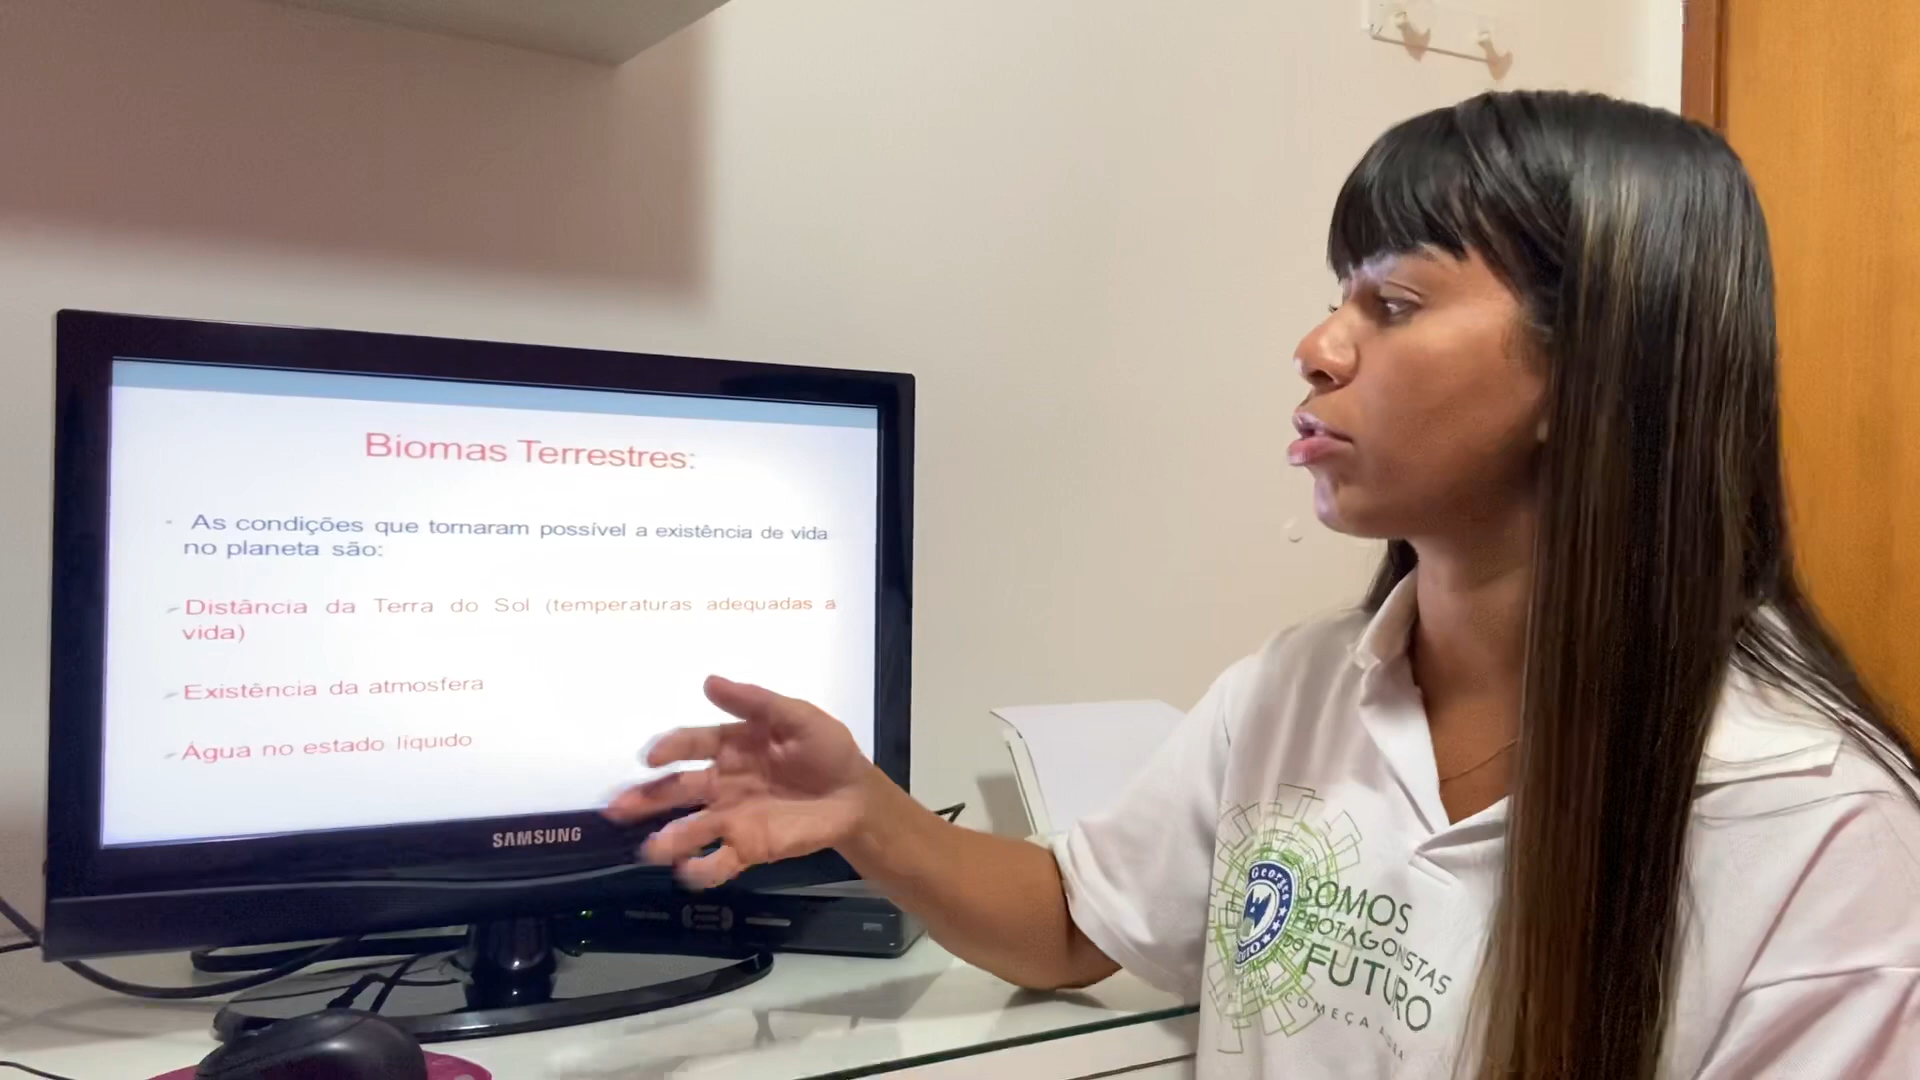 Biomas Terrestres:
As condições que tornaram possível a existência de vida
no planeta são:
Distância da Terra do Sol (temperaturas adequadas a
vida)
Existência da atmosfera
Água no estado líquido
SAMSUNG
SOMOS
PROTAGONISTAS
DO
FUTURO
COMEÇA